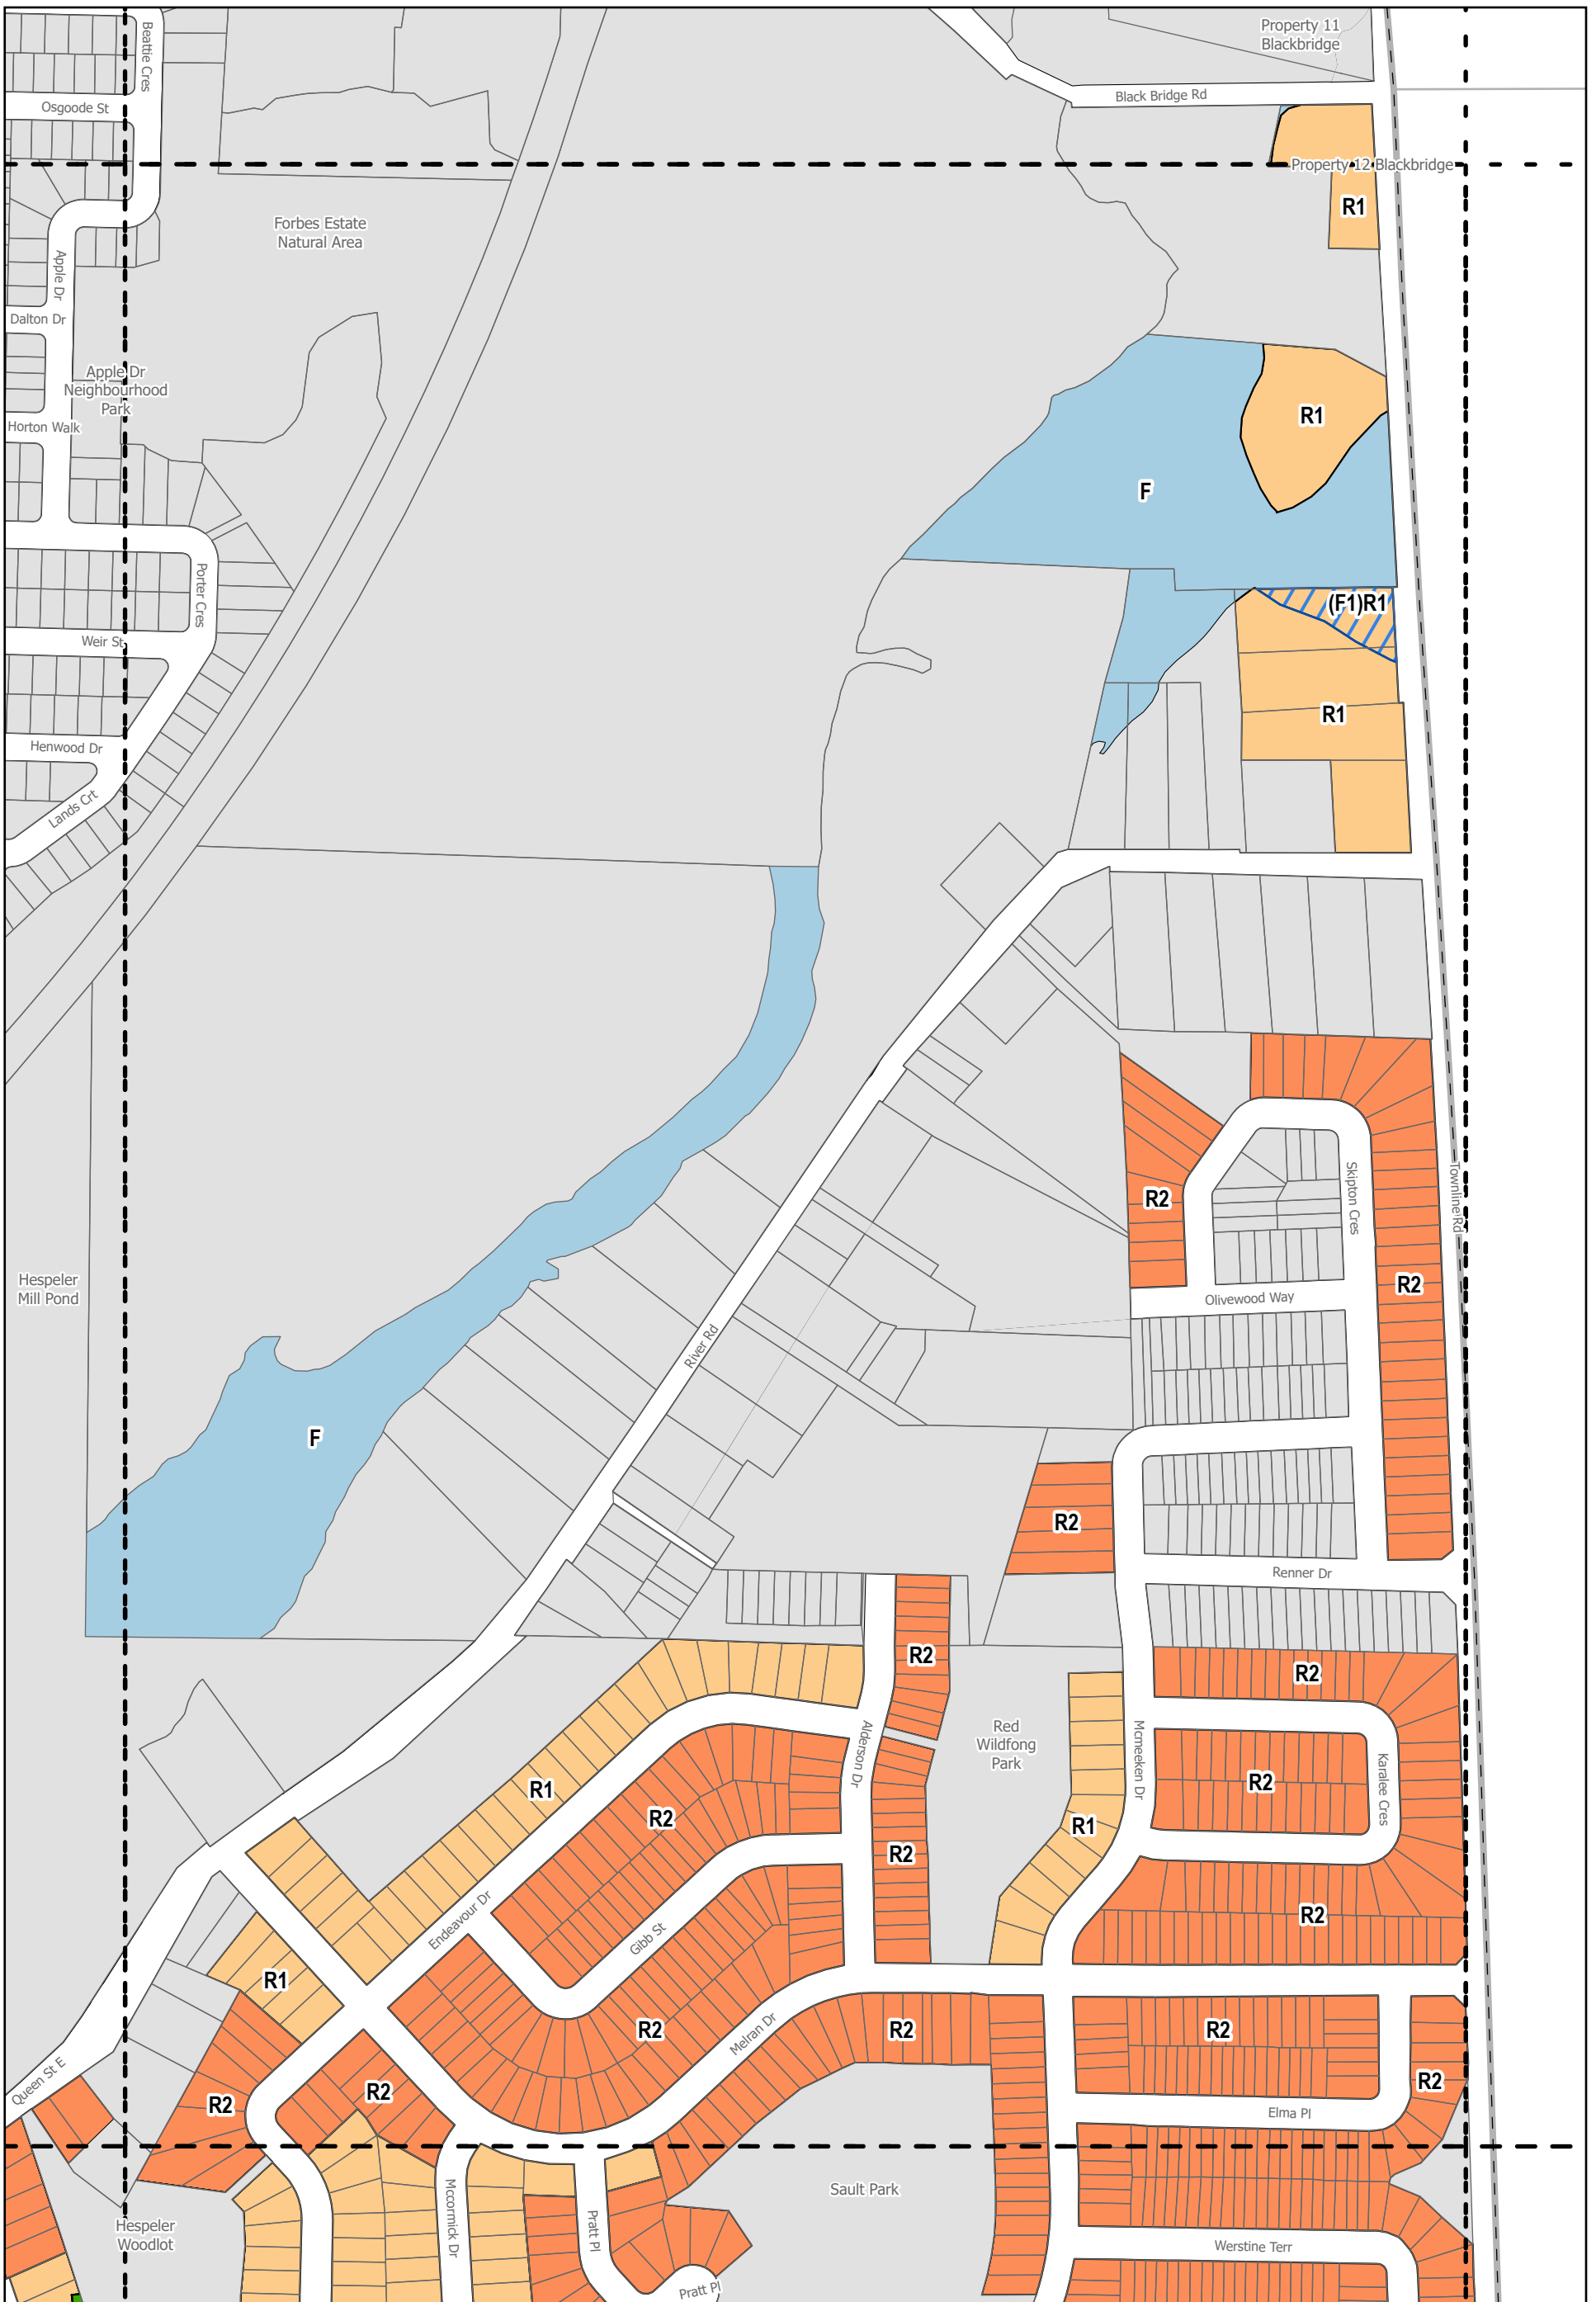 Property 11
Blackbridge
Beattie Cres
Black Bridge Rd
Osgoode St
Property 12 Blackbridge
R1
Forbes Estate
Natural Area
Apple Dr
Dalton Dr
Apple Dr
Neighbourhood
Park
R1
Horton Walk
F
Porter Cres
(F1)R1
Weir St
R1
Henwood Dr
Lands Crt
Skipton Cres
Townline Rd
R2
Hespeler
Mill Pond
R2
Olivewood Way
River Rd
F
R2
Renner Dr
R2
R2
Red
Wildfong
Park
Alderson Dr
Mcmeeken Dr
Karalee Cres
R1
R2
R2
R1
R2
Endeavour Dr
Gibb St
R2
R1
R2
Melran Dr
R2
R2
Queen St E
R2
R2
R2
Elma Pl
Mccormick Dr
Sault Park
Pratt Pl
Hespeler
Woodlot
Werstine Terr
Pratt Pl